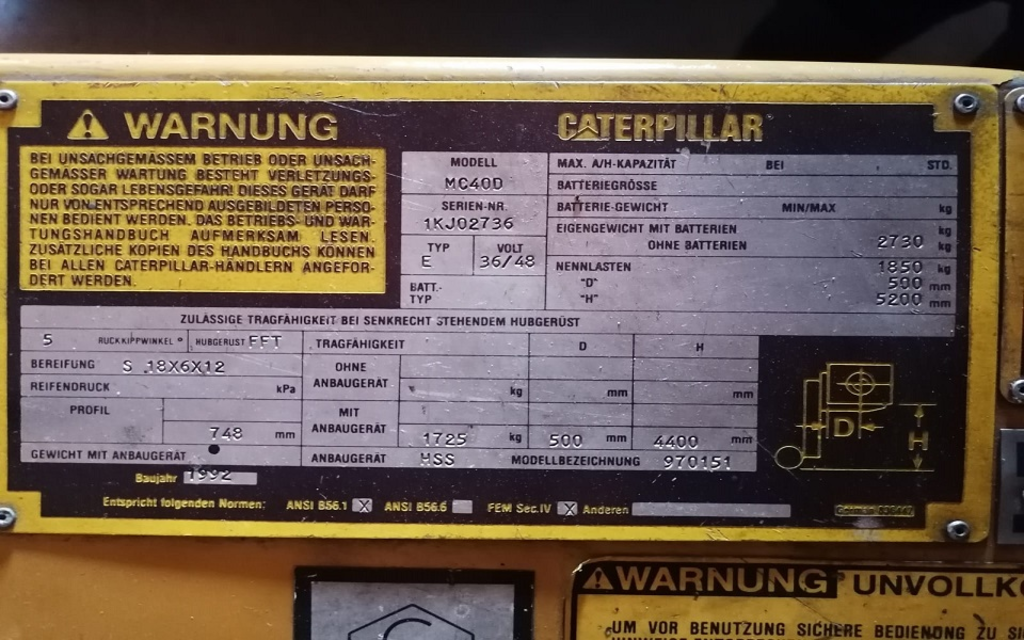 WARNUNG
CATERPILLAR
BEI UNSACHGEMÄSSEM BETRIEB ODER UNSACH-
GEMÄSSER WARTUNG BESTEHT VERLETZUNGS-
ODER SOGAR LEBENSGEFAHR! DIESES GERÄT DARF
NUR VON ENTSPRECHEND AUSGEBILDETEN PERSO-
NEN BEDIENT WERDEN. DAS BETRIEBS- UND WAR-
TUNGSHANDBUCH AUFMERKSAM LESEN.
ZUSÄTZLICHE KOPIEN DES HANDBUCHS KÖNNEN
BEI ALLEN CATERPILLAR-HÄNDLERN ANGEFOR-
DERT WERDEN.
MODELL
MC40D
SERIEN-NR.
1KJ02736
TYP VOLT
E 36/48
BATT.-
TYP
MAX. A/H-KAPAZITÄT BEI STD.
BATTERIEGRÖSSE
BATTERIE-GEWICHT MIN/MAX kg
EIGENGEWICHT MIT BATTERIEN kg
OHNE BATTERIEN 2730 kg
NENNLASTEN 1850 kg
"D" 500 mm
"H" 5200 mm
ZULÄSSIGE TRAGFÄHIGKEIT BEI SENKRECHT STEHENDEM HUBGERÜST
5 RÜCKKIPPWINKEL° HUBGERÜST FFT TRAGFÄHIGKEIT D H
BEREIFUNG S 18X6X12 OHNE
REIFENDRUCK kPa ANBAUGERÄT kg mm mm
PROFIL MIT
748 mm ANBAUGERÄT 1725 kg 500 mm 4400 mm
GEWICHT MIT ANBAUGERÄT ANBAUGERÄT HSS MODELLBEZEICHNUNG 970151
D H
Baujahr 1992
Entspricht folgenden Normen: ANSI B56.1 X ANSI B56.6 FEM Sec.IV X Anderen
WARNUNG UNVOLLKO
UM VOR BENUTZUNG SICHERE BEDIENUNG ZU SI